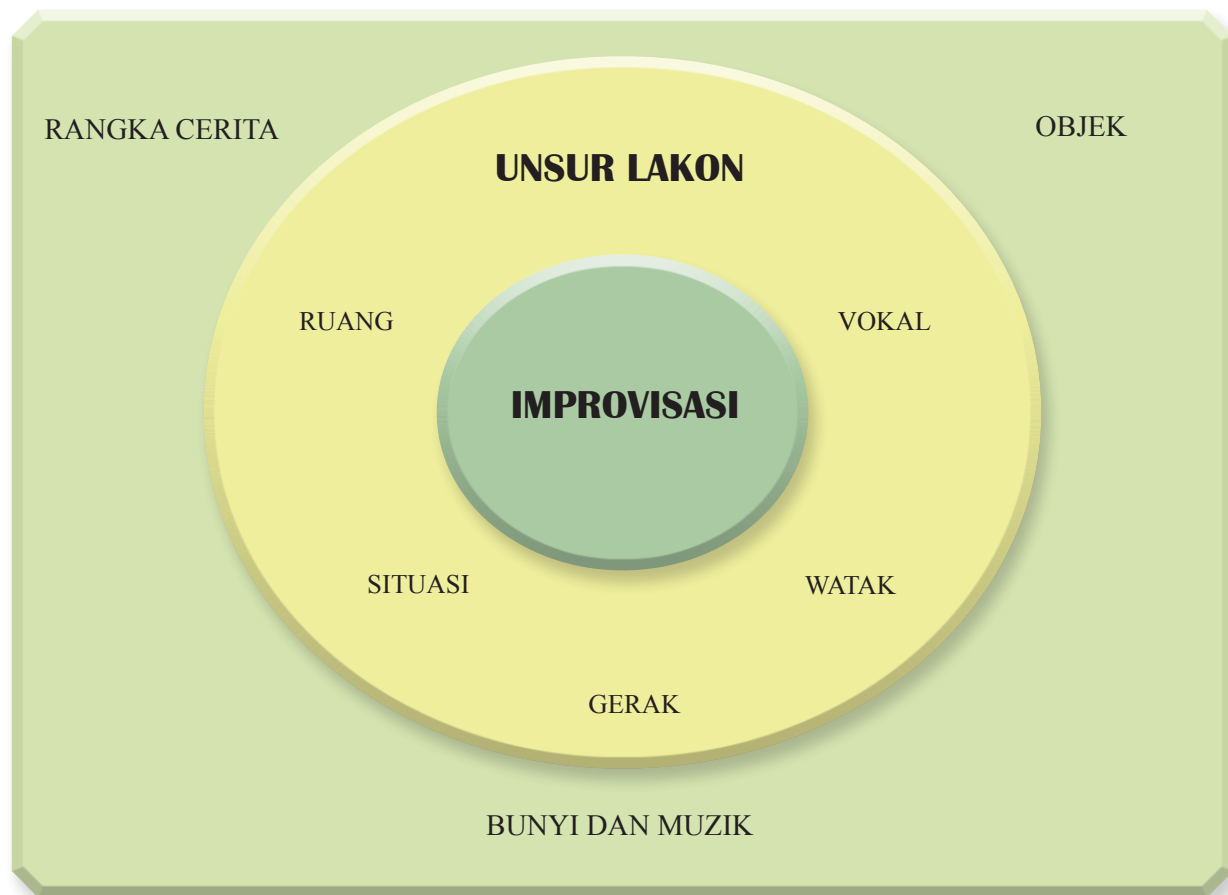 RANGKA CERITA
OBJEK
UNSUR LAKON
RUANG
VOKAL
IMPROVISASI
SITUASI
WATAK
GERAK
BUNYI DAN MUZIK